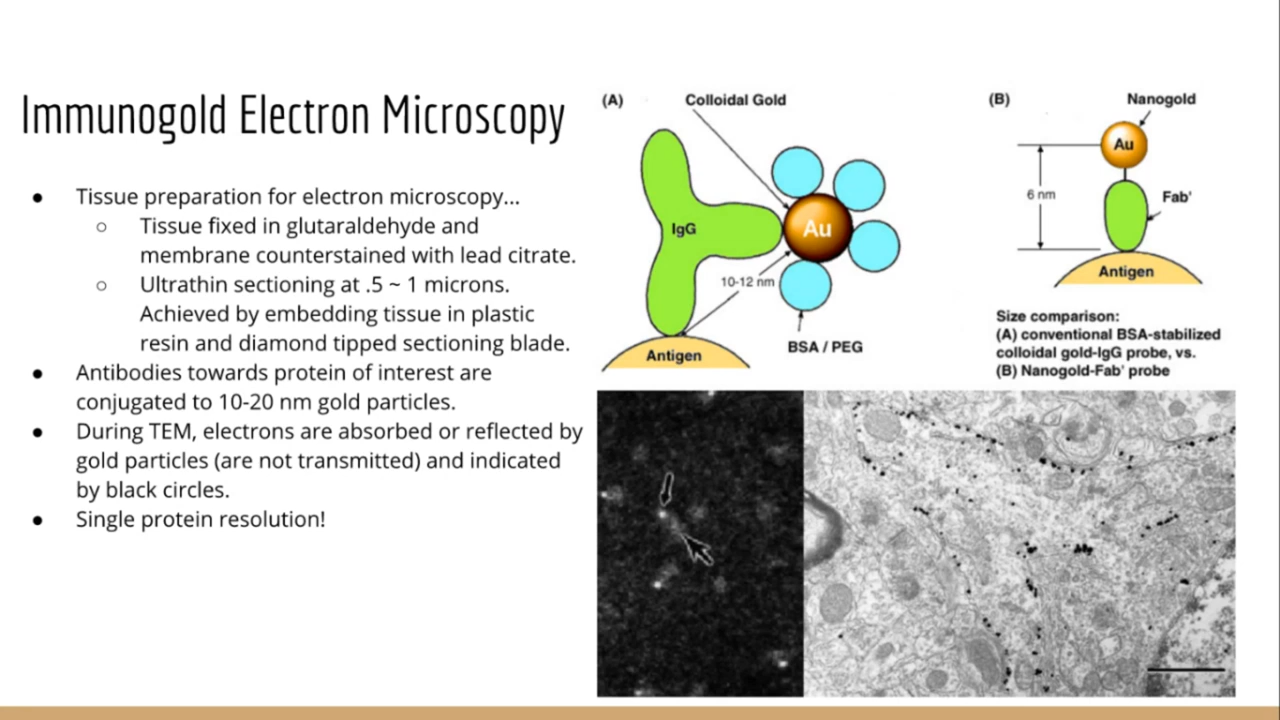 Immunogold Electron Microscopy
● Tissue preparation for electron microscopy...
○ Tissue fixed in glutaraldehyde and
membrane counterstained with lead citrate.
○ Ultrathin sectioning at .5 ~ 1 microns.
Achieved by embedding tissue in plastic
resin and diamond tipped sectioning blade.
● Antibodies towards protein of interest are
conjugated to 10-20 nm gold particles.
● During TEM, electrons are absorbed or reflected by
gold particles (are not transmitted) and indicated
by black circles.
● Single protein resolution!
(A)
Colloidal Gold
IgG
Au
10-12 nm
BSA / PEG
Antigen
(B)
Nanogold
Au
6 nm
Fab'
Antigen
Size comparison:
(A) conventional BSA-stabilized
colloidal gold-IgG probe, vs.
(B) Nanogold-Fab' probe